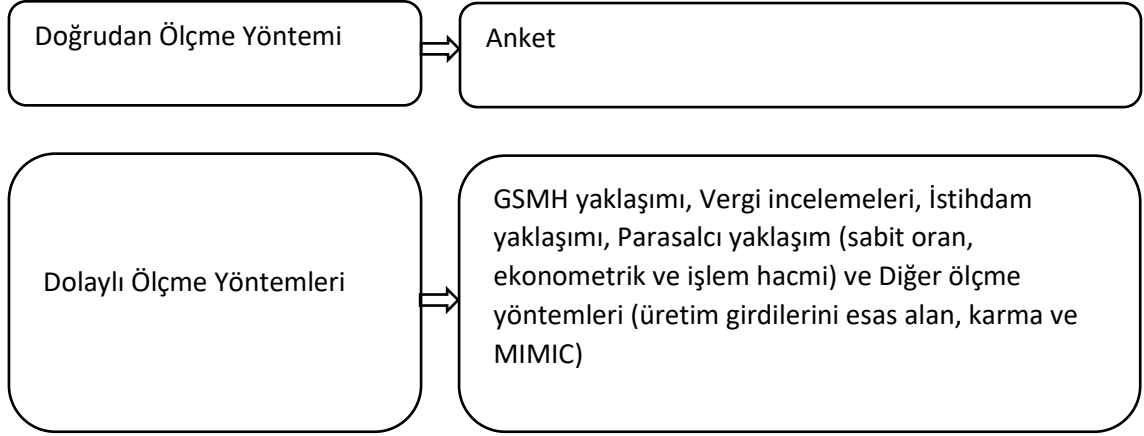 Doğrudan Ölçme Yöntemi
Anket
Dolaylı Ölçme Yöntemleri
GSMH yaklaşımı, Vergi incelemeleri, İstihdam
yaklaşımı, Parasalcı yaklaşım (sabit oran,
ekonometrik ve işlem hacmi) ve Diğer ölçme
yöntemleri (üretim girdilerini esas alan, karma ve
MIMIC)